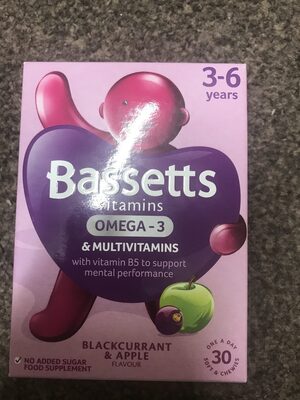 3-6
years
Bassetts
vitamins
OMEGA-3
& MULTIVITAMINS
with vitamin B5 to support
mental performance
BLACKCURRANT
& APPLE
FLAVOUR
NO ADDED SUGAR
FOOD SUPPLEMENT
ONE A DAY
30
SOFT & CHEWIES